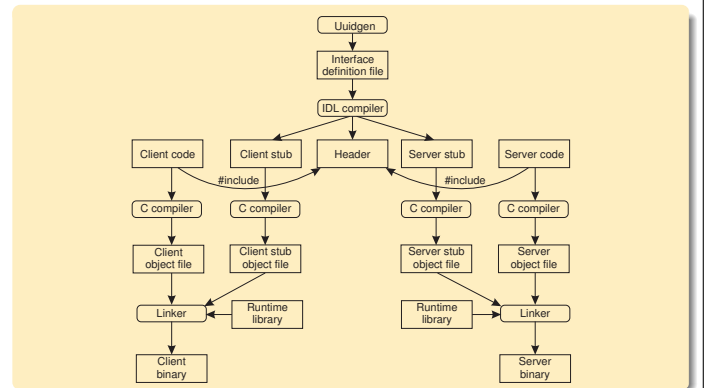 Uuidgen
Interface
definition file
IDL compiler
Client code
Client stub
Header
Server stub
Server code
#include
#include
C compiler
C compiler
C compiler
C compiler
Client
object file
Client stub
object file
Server stub
object file
Server
object file
Linker
Runtime
library
Runtime
library
Linker
Client
binary
Server
binary